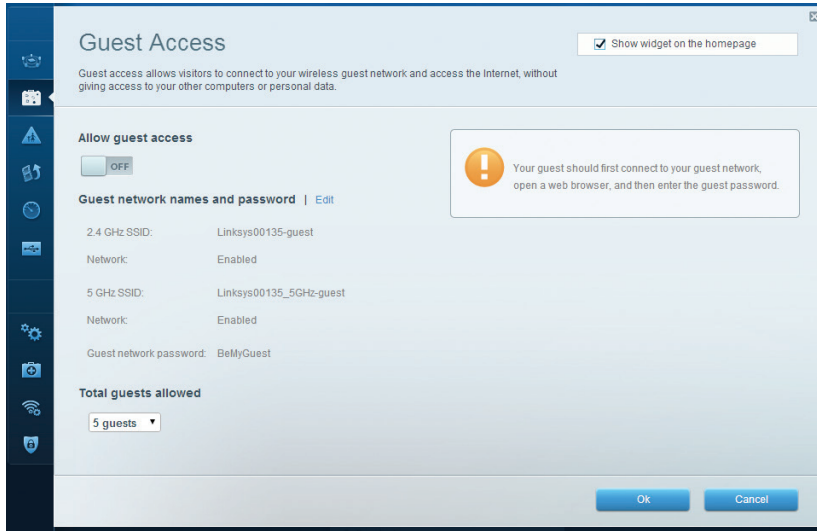 Guest Access
Show widget on the homepage
Guest access allows visitors to connect to your wireless guest network and access the Internet, without
giving access to your other computers or personal data.
Allow guest access
OFF
Your guest should first connect to your guest network,
open a web browser, and then enter the guest password.
Guest network names and password | Edit
2.4 GHz SSID: Linksys00135-guest
Network: Enabled
5 GHz SSID: Linksys00135_5GHz-guest
Network: Enabled
Guest network password: BeMyGuest
Total guests allowed
5 guests
Ok Cancel